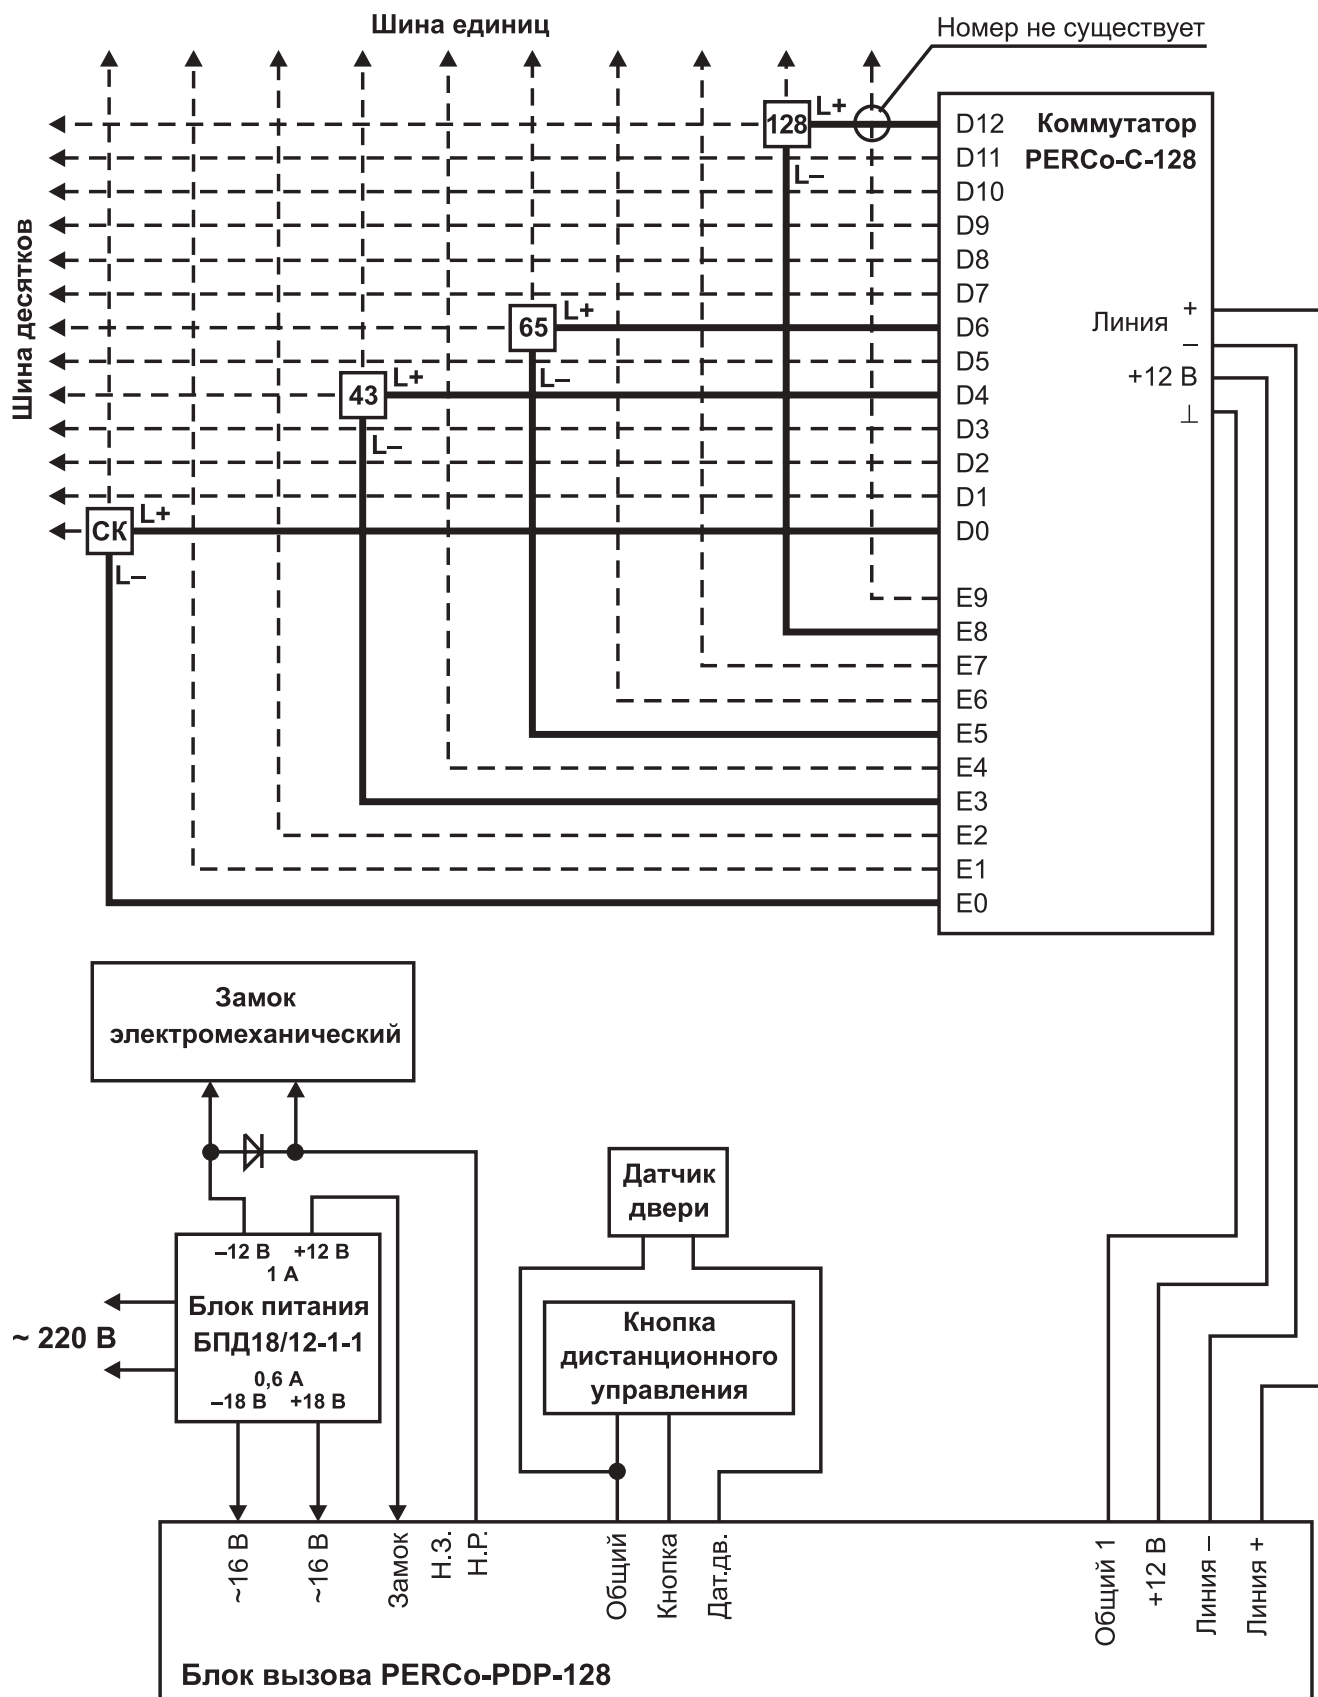 Шина единиц
Номер не существует
Шина десятков
128
L+
L–
65
L+
L–
43
L+
L–
СК
L+
L–
Коммутатор
PERCo-C-128
D12
D11
D10
D9
D8
D7
D6
D5
D4
D3
D2
D1
D0
E9
E8
E7
E6
E5
E4
E3
E2
E1
E0
Линия +
–
+12 В
⊥
Замок
электромеханический
–12 В +12 В
1 А
Блок питания
БПД18/12-1-1
0,6 А
–18 В +18 В
~ 220 В
Датчик
двери
Кнопка
дистанционного
управления
~16 В
~16 В
Замок
Н.З.
Н.Р.
Общий
Кнопка
Дат.дв.
Общий 1
+12 В
Линия –
Линия +
Блок вызова PERCo-PDP-128